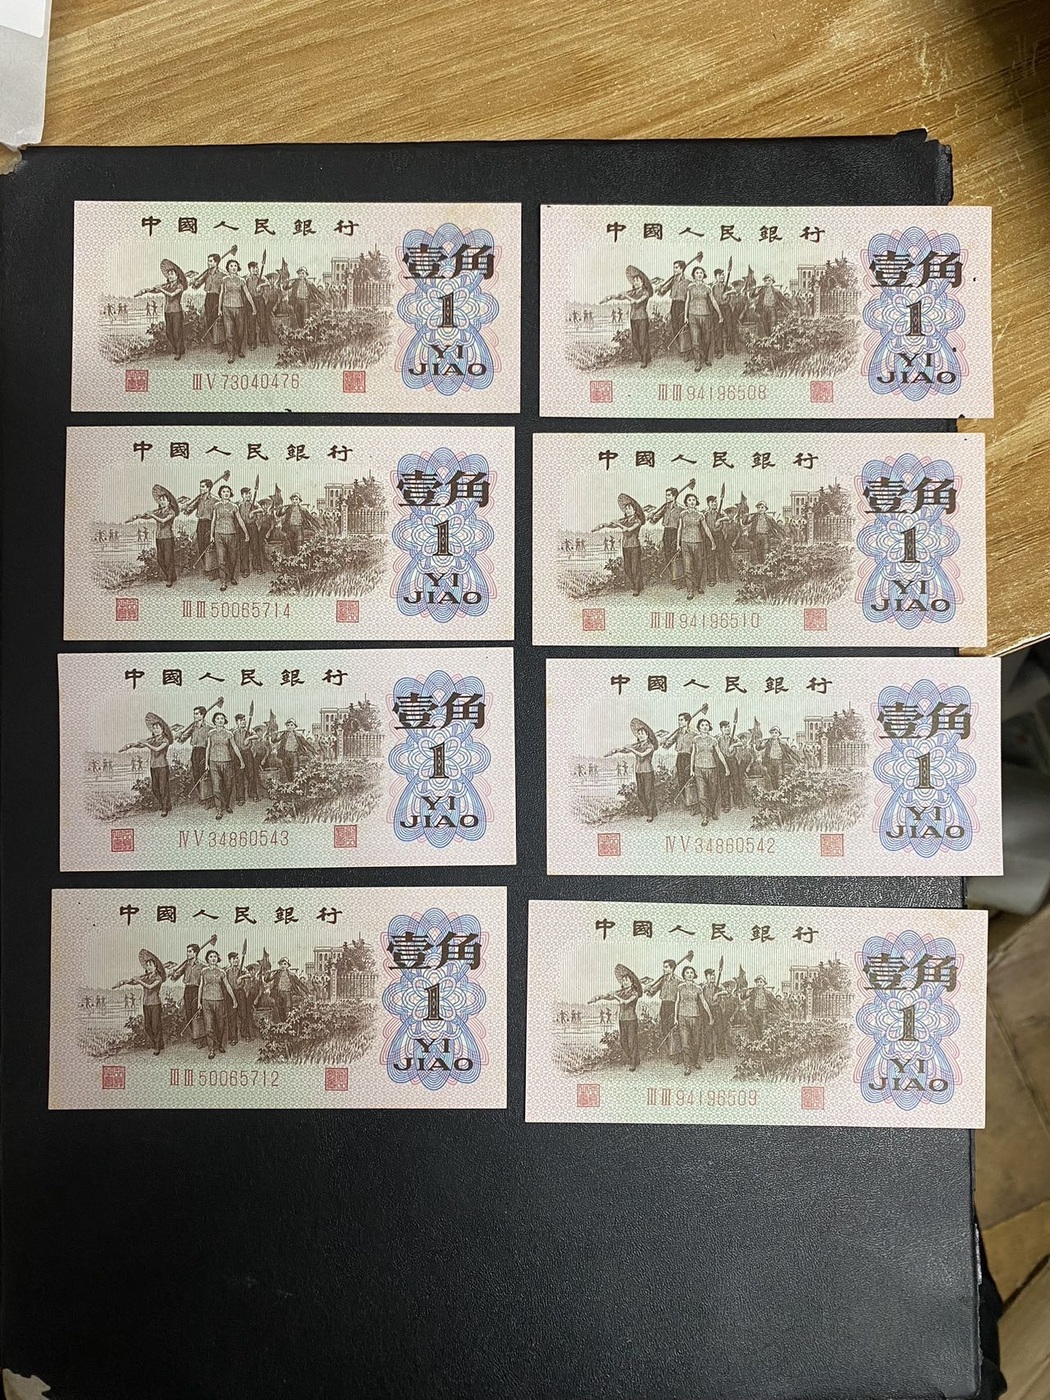 中國人民銀行
壹角
1
YI
JIAO
ⅢⅤ73040476
中國人民銀行
壹角
1
YI
JIAO
ⅢⅢ94196508
中國人民銀行
壹角
1
YI
JIAO
ⅢⅢ50065714
中國人民銀行
壹角
1
YI
JIAO
ⅢⅢ94196510
中國人民銀行
壹角
1
YI
JIAO
ⅣⅤ34860543
中國人民銀行
壹角
1
YI
JIAO
ⅣⅤ34860542
中國人民銀行
壹角
1
YI
JIAO
ⅢⅢ50065712
中國人民銀行
壹角
1
YI
JIAO
ⅢⅢ94196509